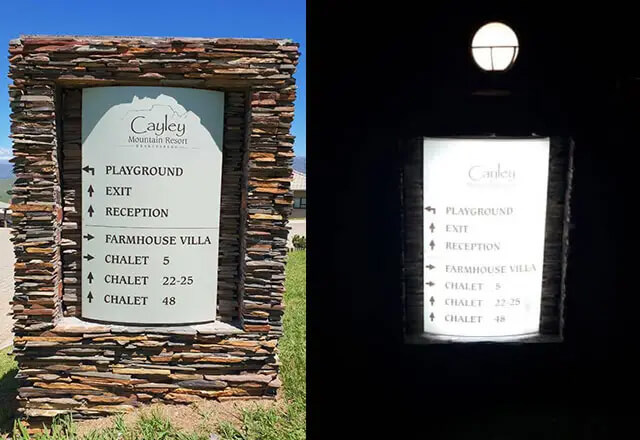 Cayley
Mountain Resort
DRAKENSBERG
PLAYGROUND
EXIT
RECEPTION
FARMHOUSE VILLA
CHALET 5
CHALET 22-25
CHALET 48
Cayley
PLAYGROUND
EXIT
RECEPTION
FARMHOUSE VILLA
CHALET 5
CHALET 22-25
CHALET 48